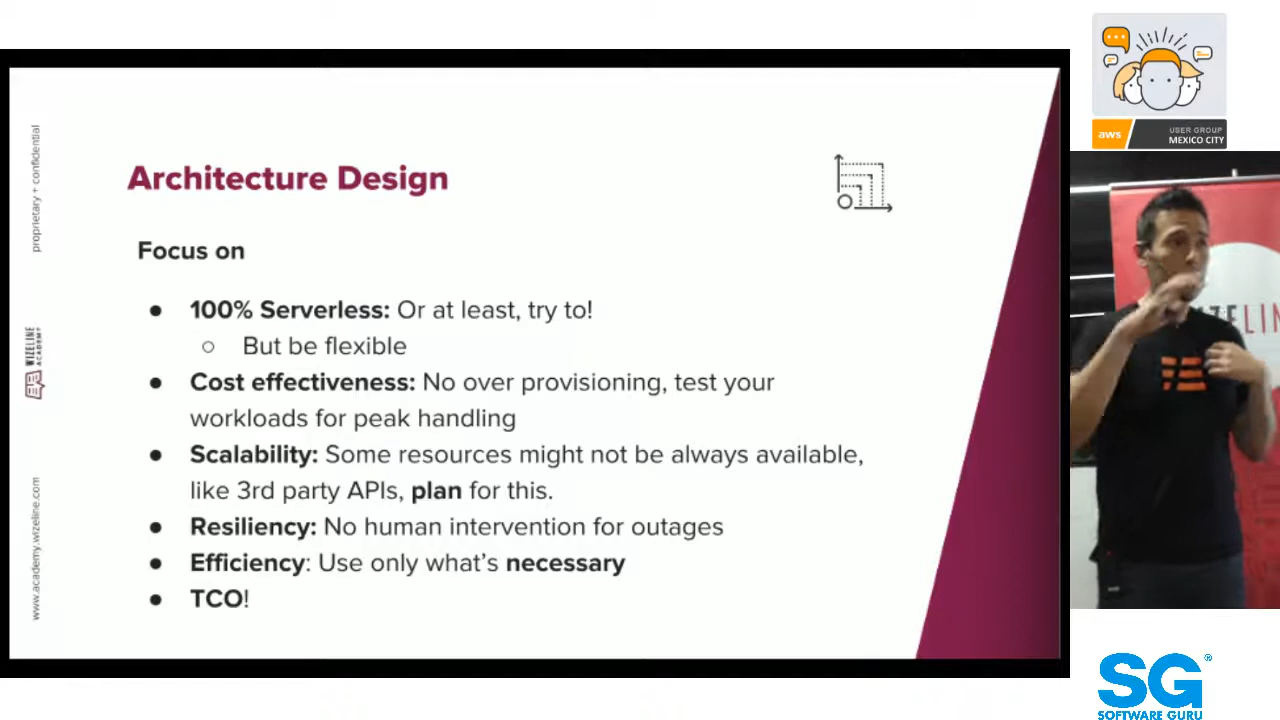 Architecture Design
Focus on
● 100% Serverless: Or at least, try to!
○ But be flexible
● Cost effectiveness: No over provisioning, test your
workloads for peak handling
● Scalability: Some resources might not be always available,
like 3rd party APIs, plan for this.
● Resiliency: No human intervention for outages
● Efficiency: Use only what's necessary
● TCO!
proprietary + confidential
WIZELINE
ACADEMY
www.academy.wizeline.com
aws
USER GROUP
MEXICO CITY
SG®
SOFTWARE GURU